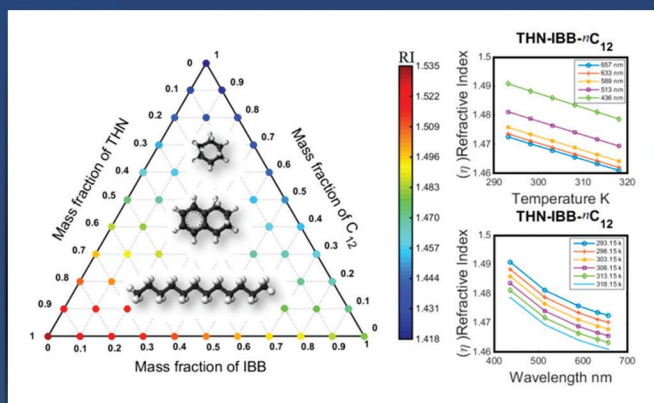 0 1
0.1 0.9
0.2 0.8
0.3 0.7
0.4 0.6
0.5 0.5
0.6 0.4
0.7 0.3
0.8 0.2
0.9 0.1
1 0
0 0.1 0.2 0.3 0.4 0.5 0.6 0.7 0.8 0.9 1
Mass fraction of THN
Mass fraction of C12
Mass fraction of IBB
RI
1.535
1.522
1.509
1.496
1.483
1.470
1.457
1.444
1.431
1.418
THN-IBB-nC12
(η )Refractive Index
1.5
1.49
1.48
1.47
1.46
657 nm
633 nm
589 nm
513 nm
436 nm
290 300 310 320
Temperature K
THN-IBB-nC12
(η )Refractive Index
1.5
1.49
1.48
1.47
1.46
293.15 k
298.15 k
303.15 k
308.15 k
313.15 k
318.15 k
400 500 600 700
Wavelength nm